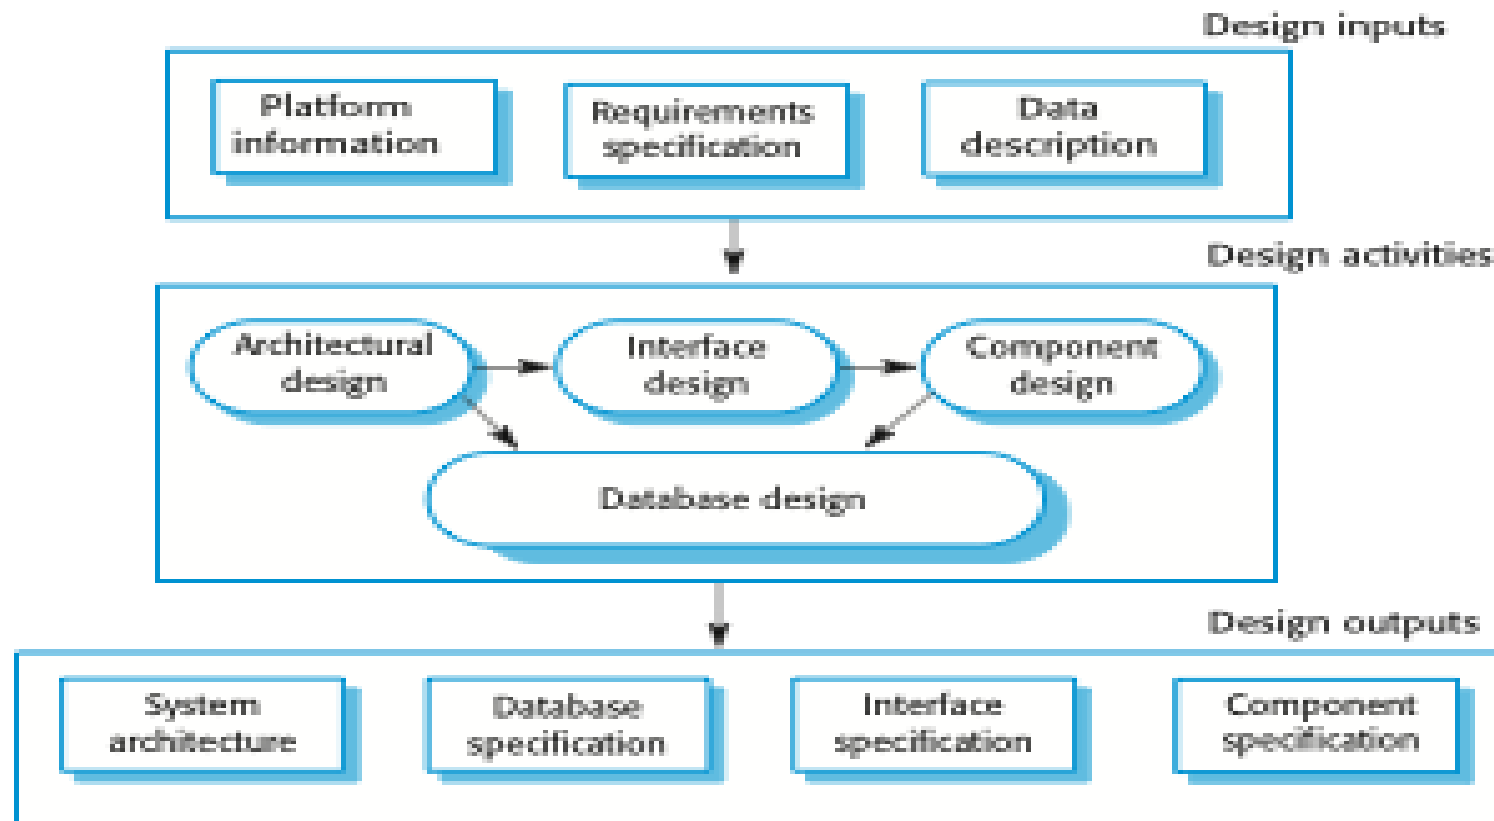 Design inputs
Platform
information
Requirements
specification
Data
description
Design activities
Architectural
design
Interface
design
Component
design
Database design
Design outputs
System
architecture
Database
specification
Interface
specification
Component
specification